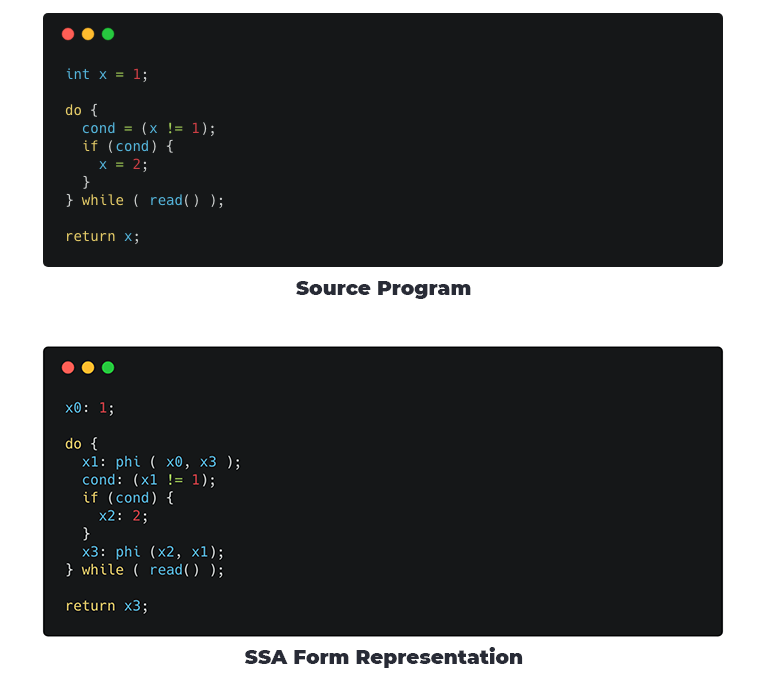 int x = 1;
do {
cond = (x != 1);
if (cond) {
x = 2;
}
} while ( read() );
return x;
Source Program
x0: 1;
do {
x1: phi ( x0, x3 );
cond: (x1 != 1);
if (cond) {
x2: 2;
}
x3: phi (x2, x1);
} while ( read() );
return x3;
SSA Form Representation